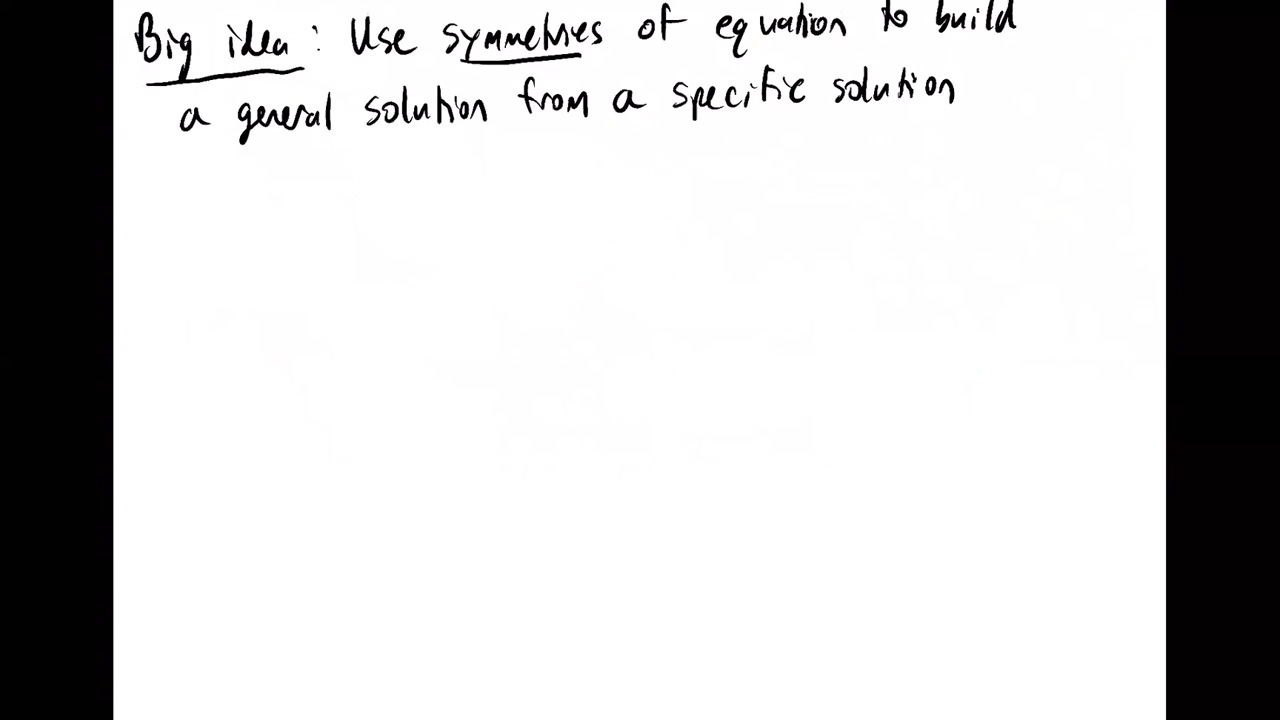 Big idea: Use symmetries of equation to build
a general solution from a specific solution